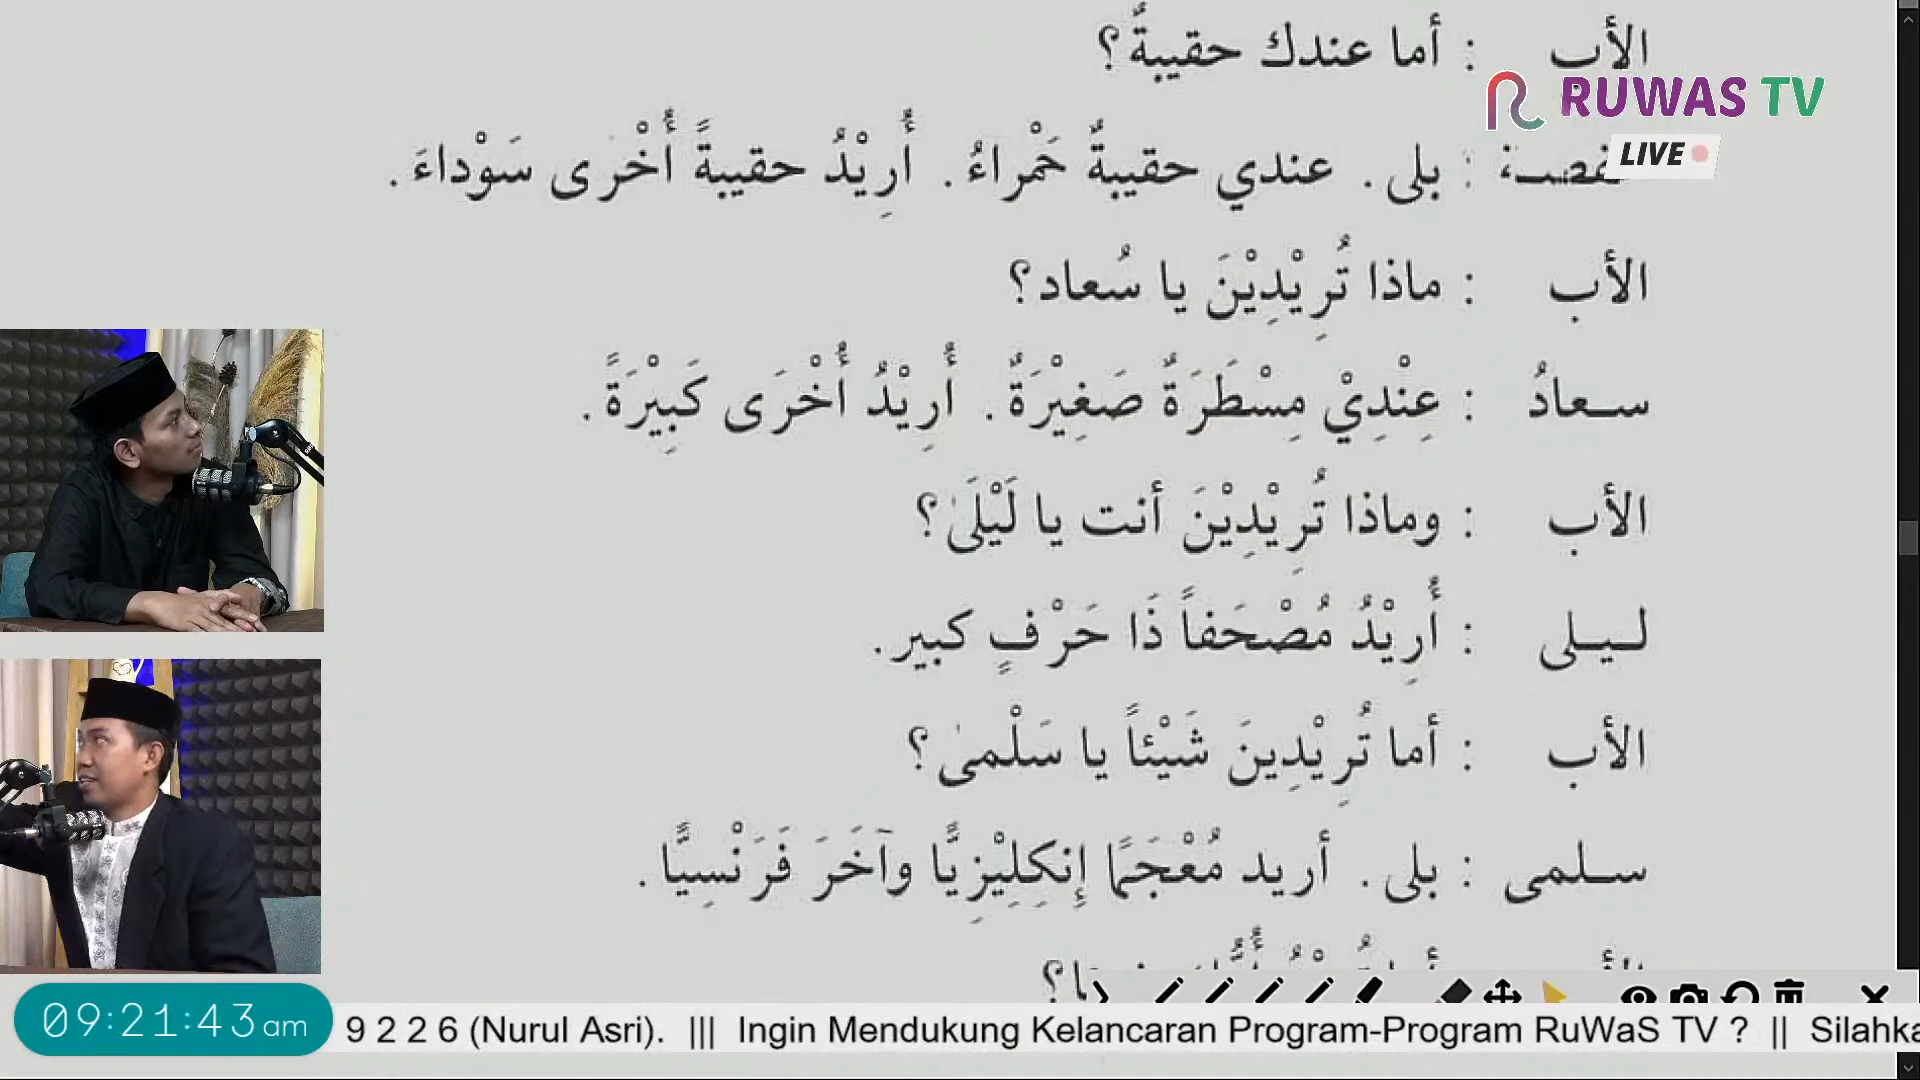 الأب : أما عندك حقيبةٌ؟
RUWAS TV
LIVE
: بلى. عندي حقيبةٌ حَمْراءُ. أُرِيْدُ حقيبةً أُخْرى سَوْداءَ.
الأب : ماذا تُرِيْدِيْنَ يا سُعاد؟
سعادُ : عِنْدِيْ مِسْطَرَةٌ صَغِيْرَةٌ. أُرِيْدُ أُخْرَى كَبِيْرَةً.
الأب : وماذا تُرِيْدِيْنَ أنت يا لَيْلَىٰ؟
ليلى : أُرِيْدُ مُصْحَفاً ذَا حَرْفٍ كبير.
الأب : أما تُرِيْدِينَ شَيْئاً يا سَلْمىٰ؟
سلمى : بلى. أريد مُعْجَمًا إِنكِلِيْزِيًّا وآخَرَ فَرَنْسِيًّا.
09:21:43 am
9 2 2 6 (Nurul Asri). ||| Ingin Mendukung Kelancaran Program-Program RuWaS TV ? || Silahka